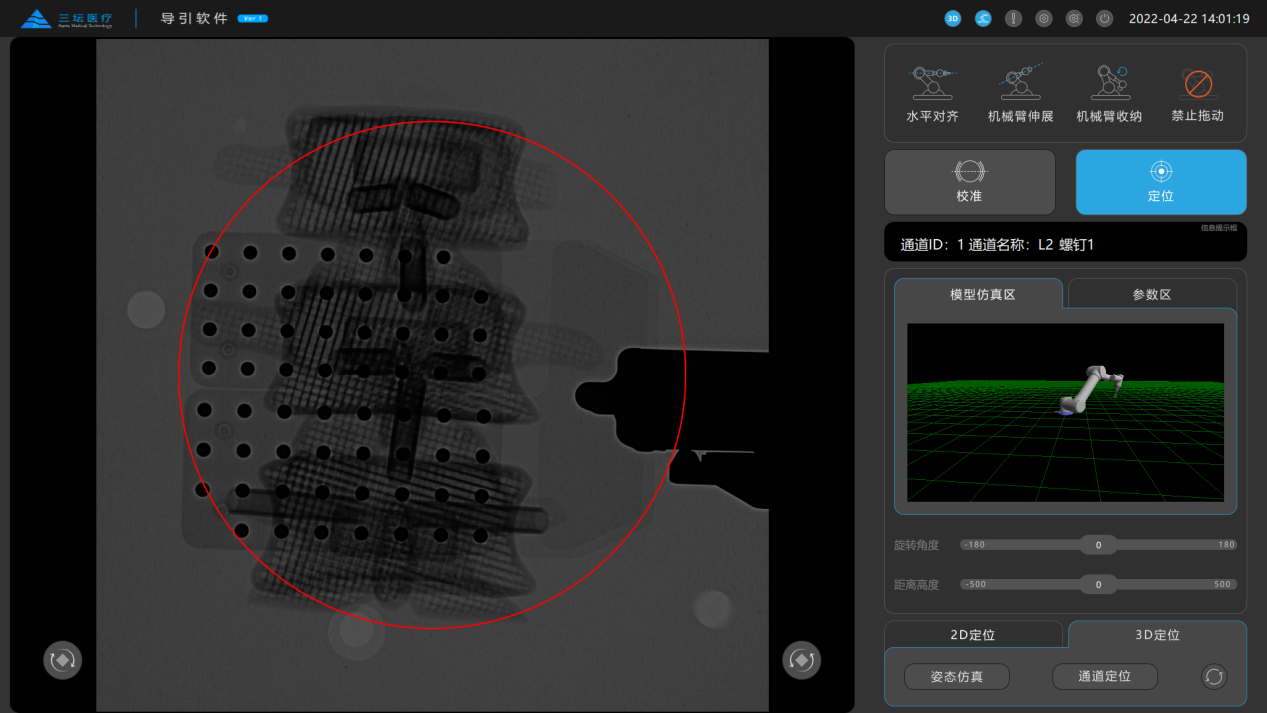 三坛医疗
导引软件 Ver 1
3D
2022-04-22 14:01:19
水平对齐 机械臂伸展 机械臂收纳 禁止拖动
校准 定位
信息提示框
通道ID：1 通道名称：L2 螺钉1
模型仿真区 参数区
旋转角度 -180 0 180
距离高度 -500 0 500
2D定位 3D定位
姿态仿真 通道定位